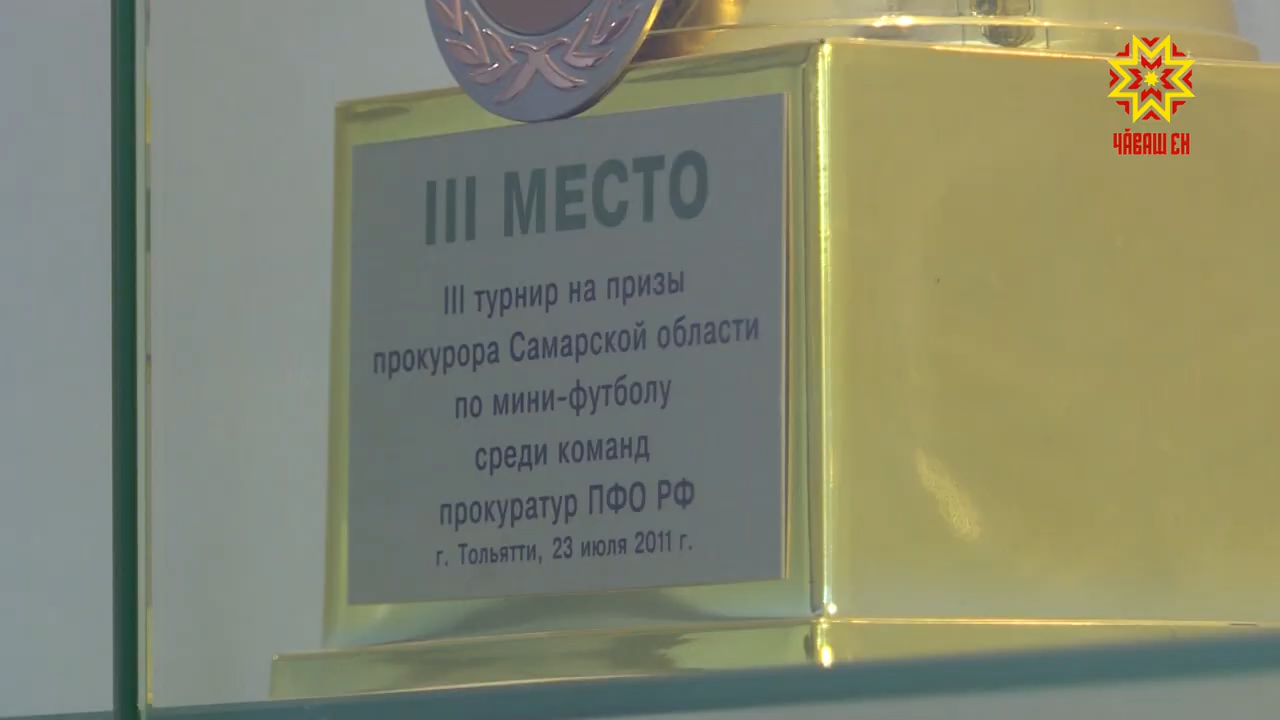 III МЕСТО
III турнир на призы
прокурора Самарской области
по мини-футболу
среди команд
прокуратур ПФО РФ
г. Тольятти, 23 июля 2011 г.
ЧӐВАШ ЕН